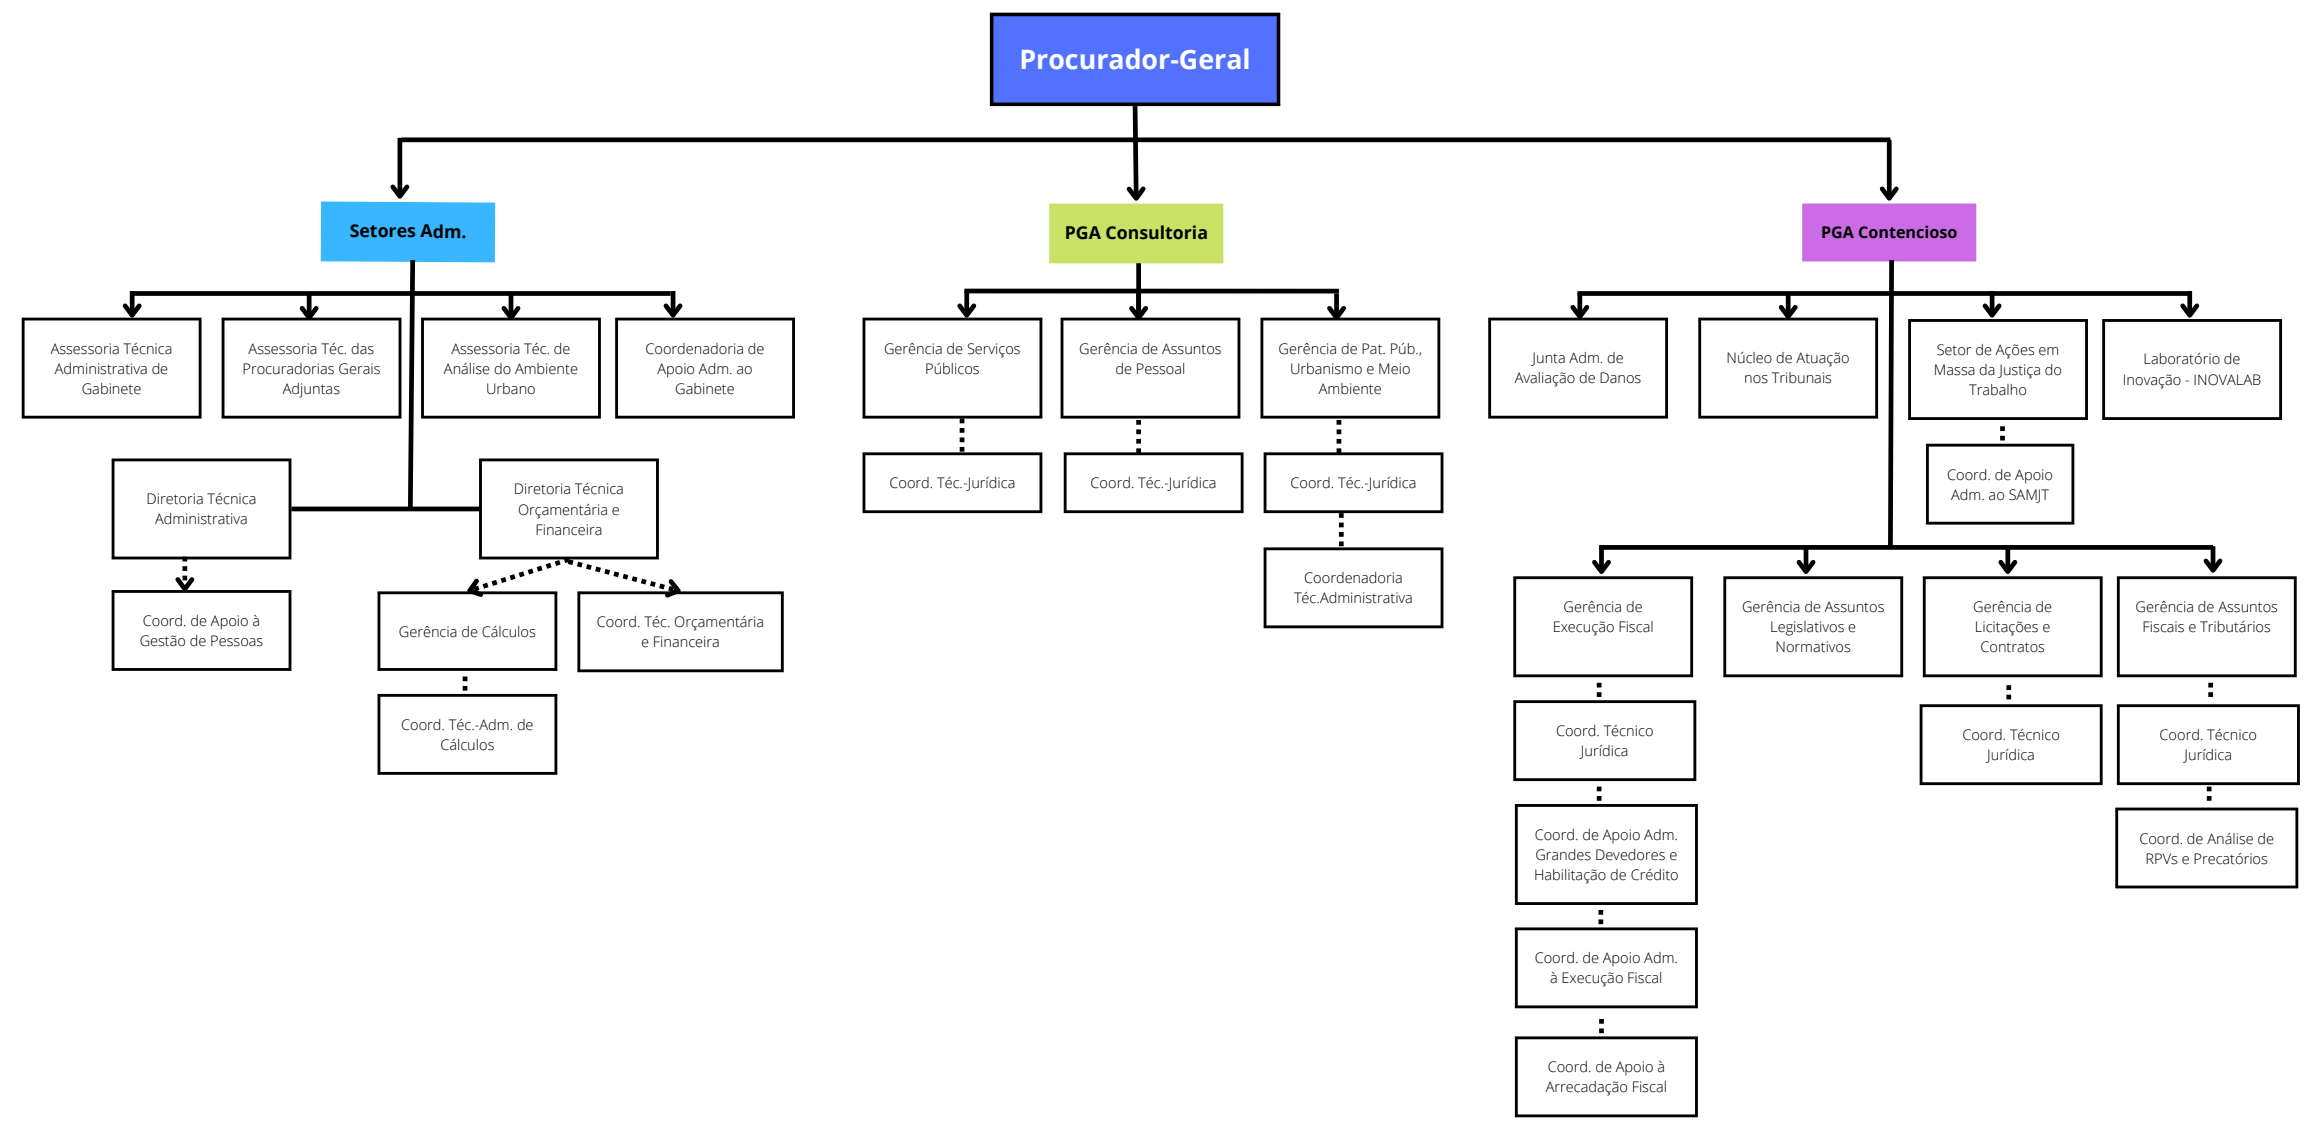 Procurador-Geral
Setores Adm.
PGA Consultoria
PGA Contencioso
Assessoria Técnica
Administrativa de
Gabinete
Assessoria Téc. das
Procuradorias Gerais
Adjuntas
Assessoria Téc. de
Análise do Ambiente
Urbano
Coordenadoria de
Apoio Adm. ao
Gabinete
Gerência de Serviços
Públicos
Gerência de Assuntos
de Pessoal
Gerência de Pat. Púb.,
Urbanismo e Meio
Ambiente
Junta Adm. de
Avaliação de Danos
Núcleo de Atuação
nos Tribunais
Setor de Ações em
Massa da Justiça do
Trabalho
Laboratório de
Inovação - INOVALAB
Diretoria Técnica
Administrativa
Diretoria Técnica
Orçamentária e
Financeira
Coord. Téc.-Jurídica
Coord. Téc.-Jurídica
Coord. Téc.-Jurídica
Coord. de Apoio
Adm. ao SAMJT
Coord. de Apoio à
Gestão de Pessoas
Gerência de Cálculos
Coord. Téc. Orçamentária
e Financeira
Coordenadoria
Téc.Administrativa
Gerência de
Execução Fiscal
Gerência de Assuntos
Legislativos e
Normativos
Gerência de
Licitações e
Contratos
Gerência de Assuntos
Fiscais e Tributários
Coord. Téc.-Adm. de
Cálculos
Coord. Técnico
Jurídica
Coord. Técnico
Jurídica
Coord. Técnico
Jurídica
Coord. de Apoio Adm.
Grandes Devedores e
Habilitação de Crédito
Coord. de Análise de
RPVs e Precatórios
Coord. de Apoio Adm.
à Execução Fiscal
Coord. de Apoio à
Arrecadação Fiscal